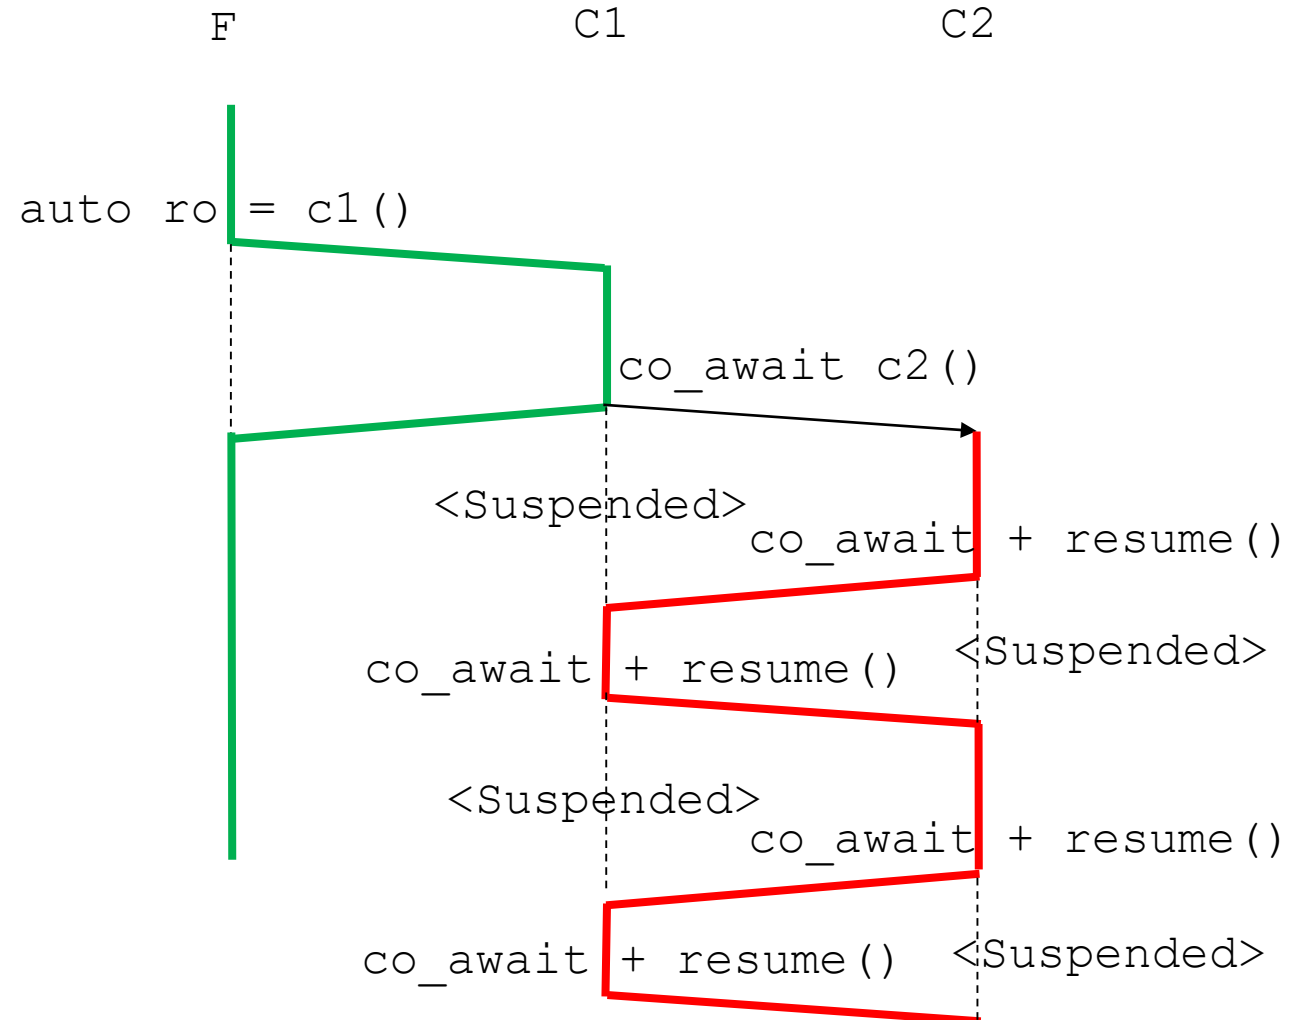 F C1 C2
auto ro = c1()
co_await c2()
<Suspended>
co_await + resume()
<Suspended>
co_await + resume()
<Suspended>
co_await + resume()
<Suspended>
co_await + resume()